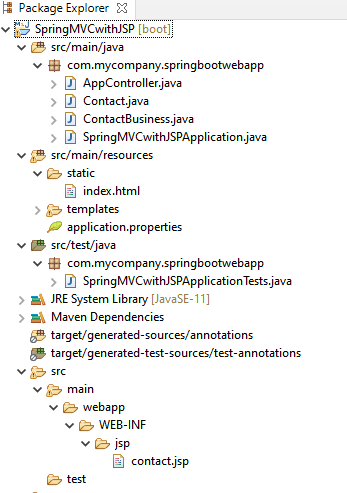 Package Explorer
SpringMVCwithJSP [boot]
src/main/java
com.mycompany.springbootwebapp
AppController.java
Contact.java
ContactBusiness.java
SpringMVCwithJSPApplication.java
src/main/resources
static
index.html
templates
application.properties
src/test/java
com.mycompany.springbootwebapp
SpringMVCwithJSPApplicationTests.java
JRE System Library [JavaSE-11]
Maven Dependencies
target/generated-sources/annotations
target/generated-test-sources/test-annotations
src
main
webapp
WEB-INF
jsp
contact.jsp
test